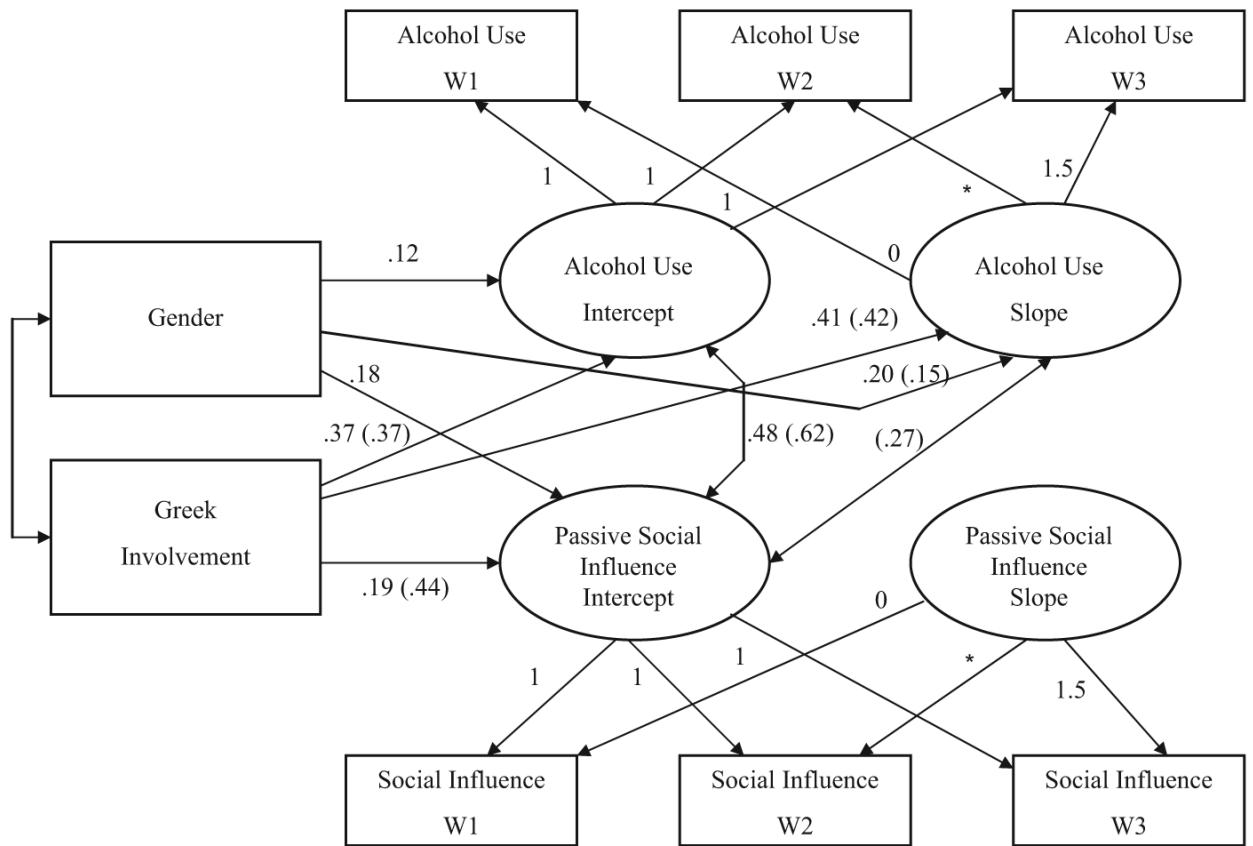 Alcohol Use
W1
Alcohol Use
W2
Alcohol Use
W3
1
1
1
*
1.5
0
Gender
.12
Alcohol Use
Intercept
Alcohol Use
Slope
.41 (.42)
.18
.20 (.15)
.37 (.37)
.48 (.62)
(.27)
Greek
Involvement
.19 (.44)
Passive Social
Influence
Intercept
Passive Social
Influence
Slope
0
1
1
1
*
1.5
Social Influence
W1
Social Influence
W2
Social Influence
W3